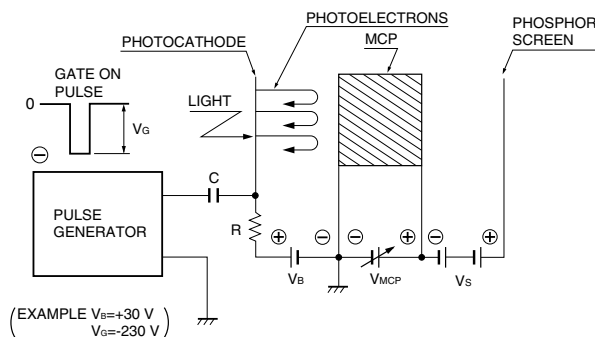 PHOTOELECTRONS
PHOTOCATHODE
MCP
PHOSPHOR
SCREEN
GATE ON
PULSE
LIGHT
0
VG
⊖
C
PULSE
GENERATOR
R
⊕ ⊖ ⊖ ⊕ ⊖ ⊕
VB
VMCP
VS
(EXAMPLE VB=+30 V
VG=-230 V)